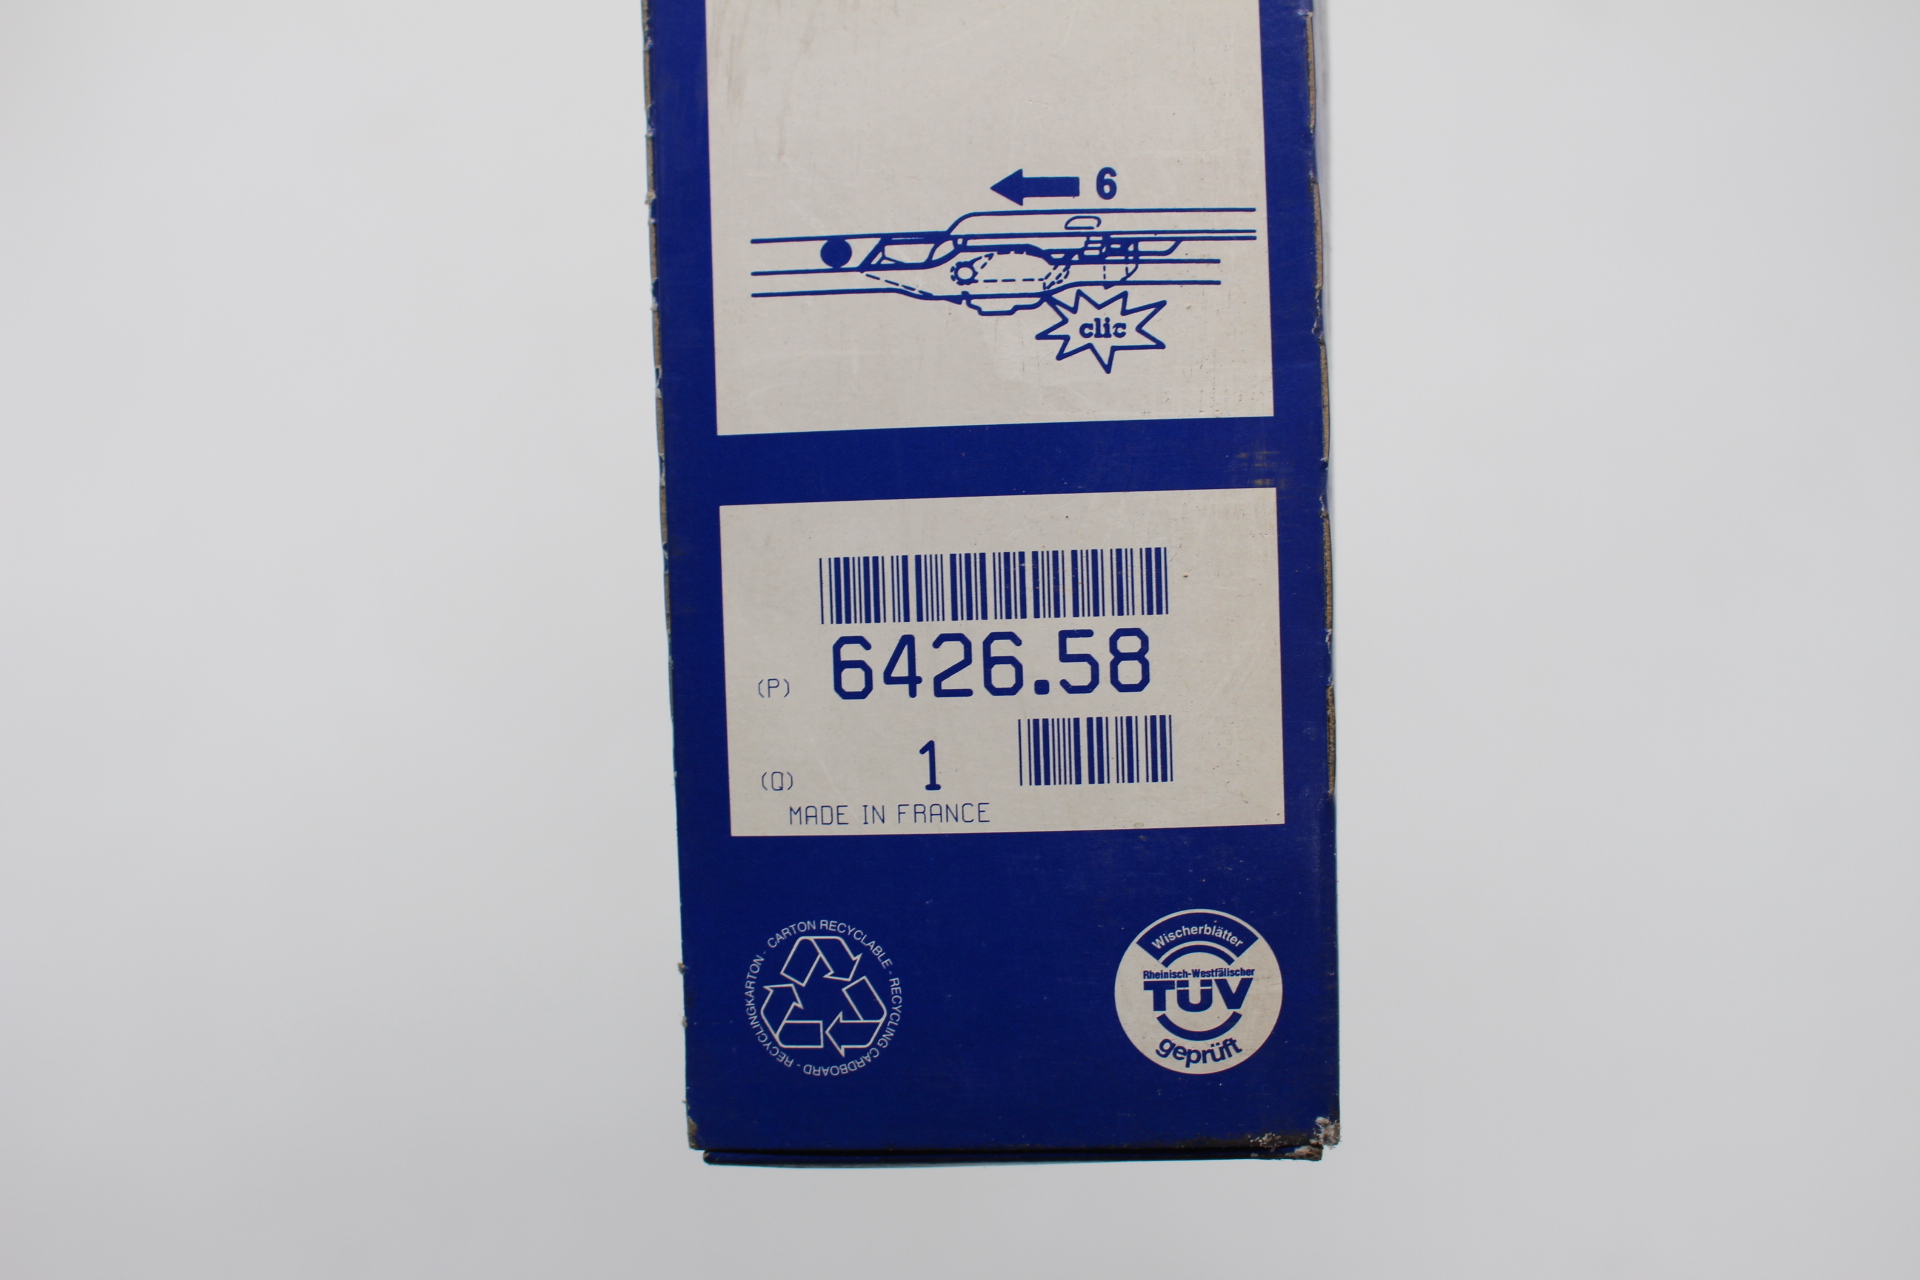 6
clic
6426.58
(P)
1
(Q)
MADE IN FRANCE
CARTON RECYCLABLE - RECYCLING CARDBOARD - RECYCLINGKARTON -
Wischerblätter
Rheinisch-Westfälischer
TÜV
geprüft